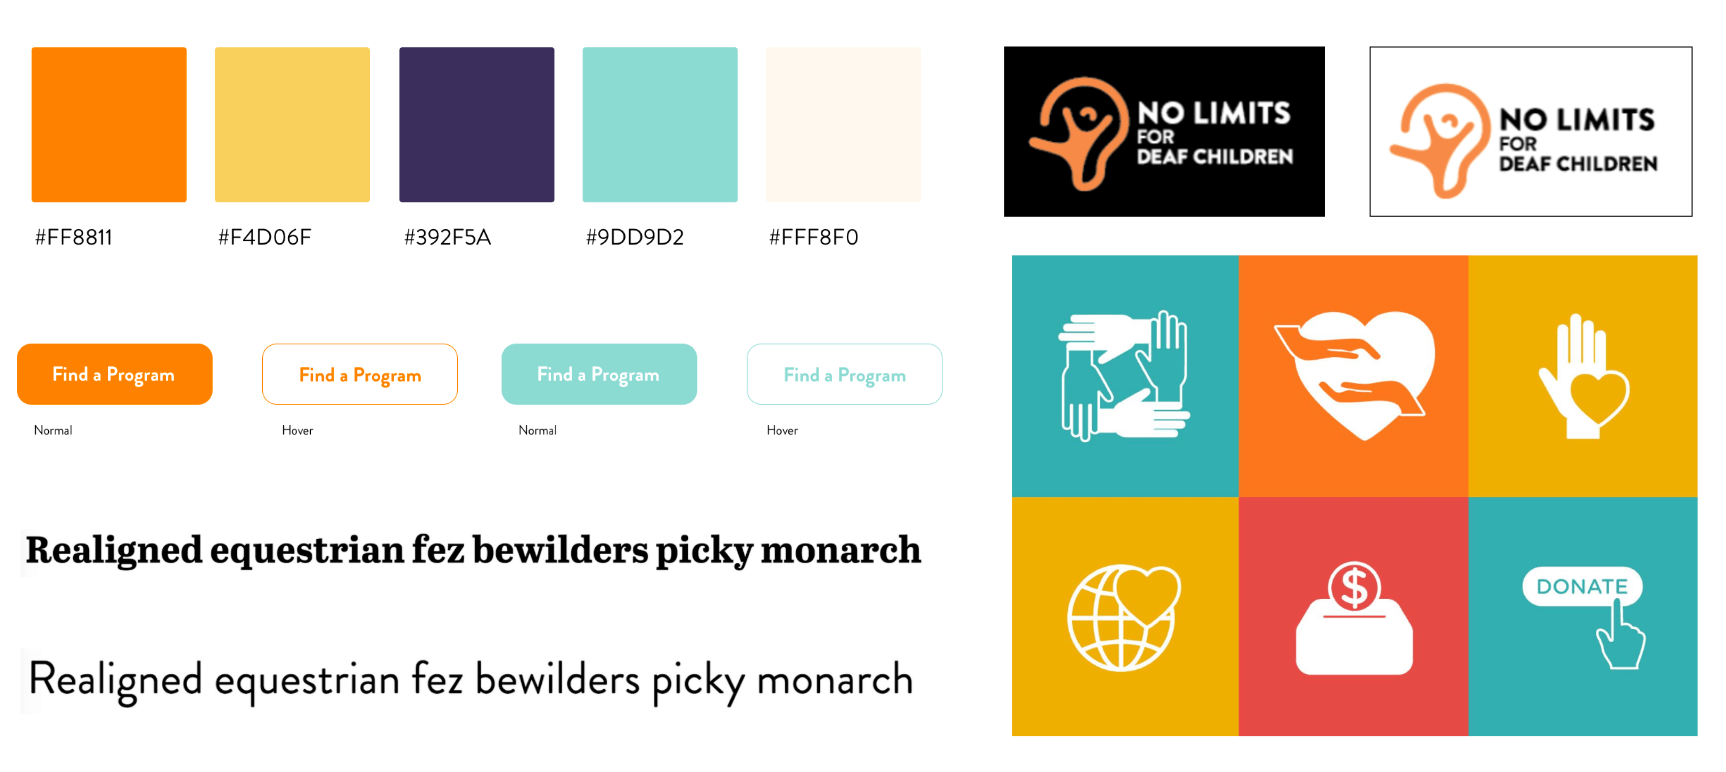 #FF8811
#F4D06F
#392F5A
#9DD9D2
#FFF8F0
Find a Program
Find a Program
Find a Program
Find a Program
Normal
Hover
Normal
Hover
Realigned equestrian fez bewilders picky monarch
Realigned equestrian fez bewilders picky monarch
NO LIMITS
FOR
DEAF CHILDREN
NO LIMITS
FOR
DEAF CHILDREN
$
DONATE